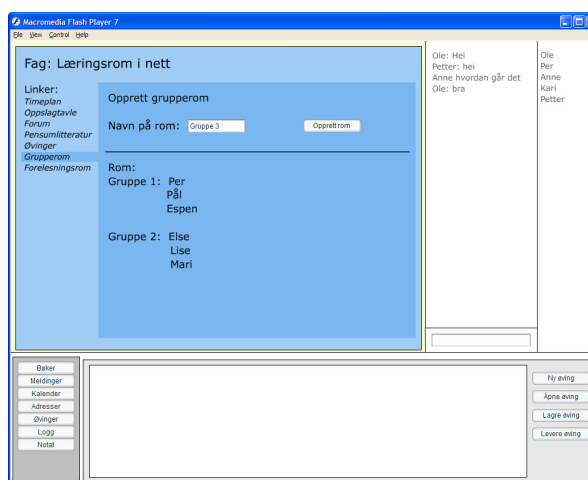 Macromedia Flash Player 7
File View Control Help
Fag: Læringsrom i nett
Linker:
Timeplan
Oppslagtavle
Forum
Pensumlitteratur
Øvinger
Grupperom
Forelesningsrom
Opprett grupperom
Navn på rom: Gruppe 3 Opprett rom
Rom:
Gruppe 1: Per
Pål
Espen
Gruppe 2: Else
Lise
Mari
Ole: Hei
Petter: hei
Anne hvordan går det
Ole: bra
Ole
Per
Anne
Kari
Petter
Bøker
Meldinger
Kalender
Adresser
Øvinger
Logg
Notat
Ny øving
Åpne øving
Lagre øving
Levere øving